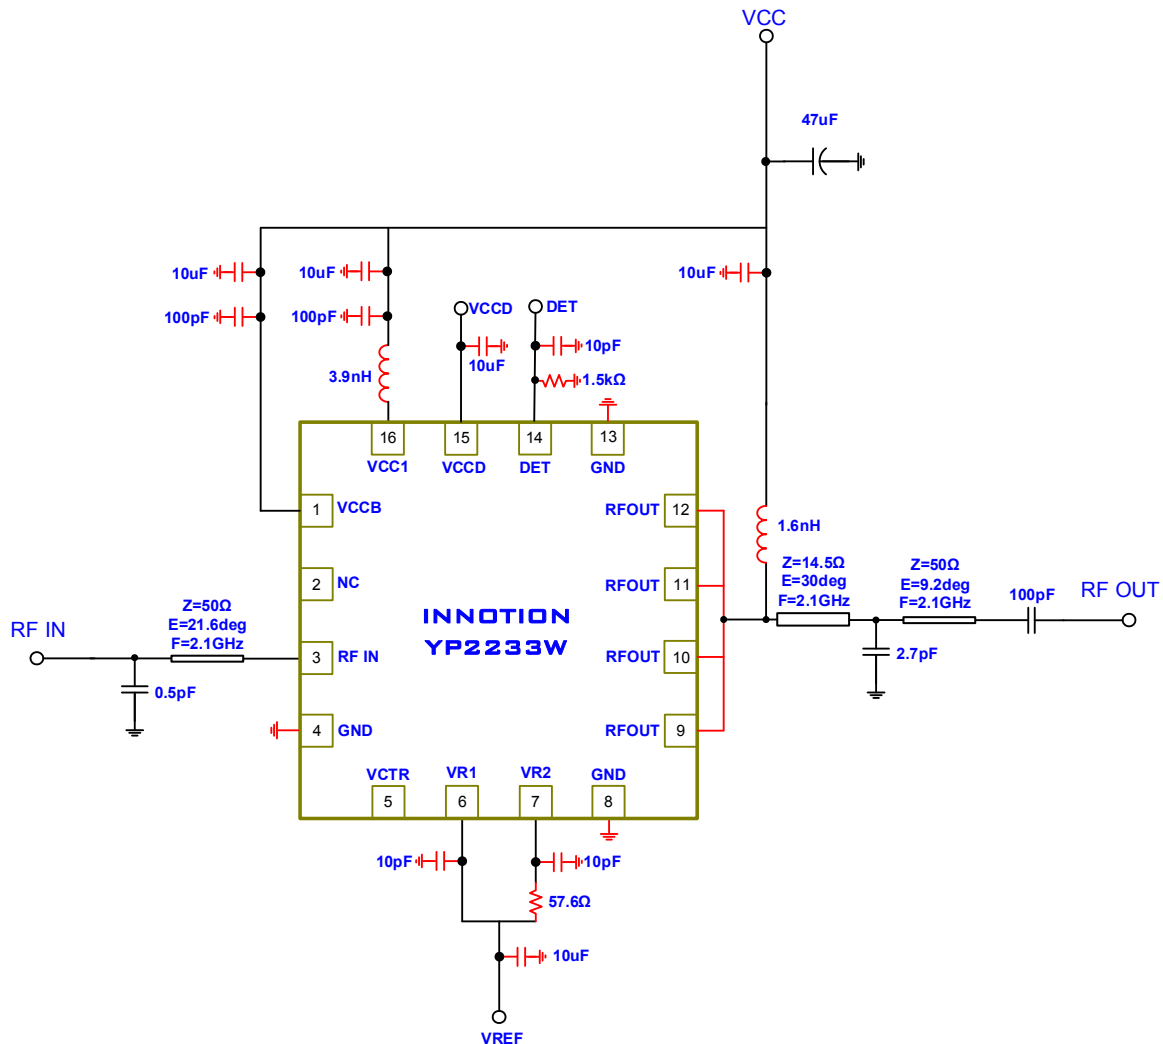 VCC
47uF
10uF
10uF
10uF
100pF
100pF
VCCD
DET
10uF
10pF
3.9nH
1.5kΩ
16
15
14
13
VCC1
VCCD
DET
GND
1
VCCB
RFOUT
12
1.6nH
2
NC
RFOUT
11
Z=14.5Ω
E=30deg
F=2.1GHz
Z=50Ω
E=9.2deg
F=2.1GHz
100pF
RF OUT
INNOTION
YP2233W
Z=50Ω
E=21.6deg
F=2.1GHz
RF IN
3
RF IN
RFOUT
10
2.7pF
0.5pF
4
GND
RFOUT
9
VCTR
VR1
VR2
GND
5
6
7
8
10pF
10pF
57.6Ω
10uF
VREF